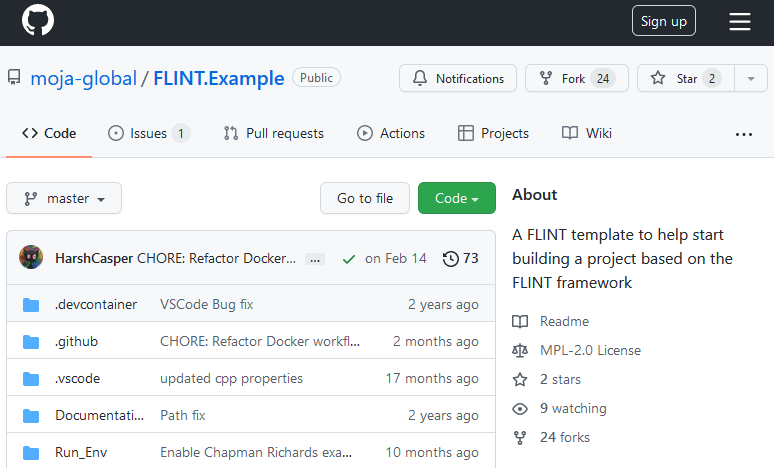 Sign up
moja-global / FLINT.Example Public
Notifications Fork 24 Star 2
Code Issues 1 Pull requests Actions Projects Wiki ...
master Go to file Code
HarshCasper CHORE: Refactor Docker... ... on Feb 14 73
.devcontainer VSCode Bug fix 2 years ago
.github CHORE: Refactor Docker workfl... 2 months ago
.vscode updated cpp properties 17 months ago
Documentati... Path fix 2 years ago
Run_Env Enable Chapman Richards exa... 10 months ago
About
A FLINT template to help start
building a project based on the
FLINT framework
Readme
MPL-2.0 License
2 stars
9 watching
24 forks